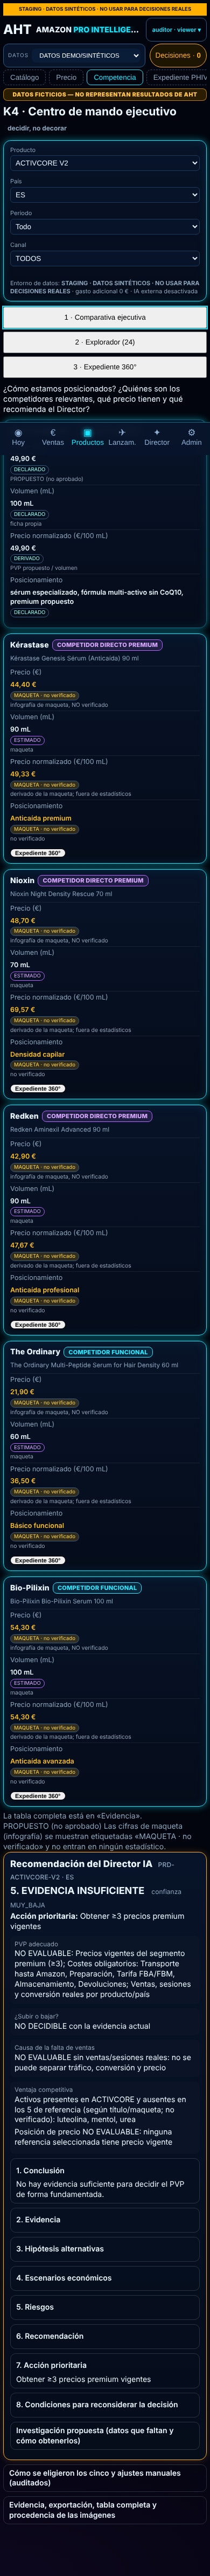 STAGING · DATOS SINTÉTICOS · NO USAR PARA DECISIONES REALES
AHT AMAZON PRO INTELLIGE...
auditor · viewer ▾
DATOS
DATOS DEMO/SINTÉTICOS
Decisiones · 0
Catálogo
Precio
Competencia
Expediente PHIV
DATOS FICTICIOS — NO REPRESENTAN RESULTADOS DE AHT
K4 · Centro de mando ejecutivo
decidir, no decorar
Producto
ACTIVCORE V2
País
ES
Periodo
Todo
Canal
TODOS
Entorno de datos: STAGING · DATOS SINTÉTICOS · NO USAR PARA
DECISIONES REALES · gasto adicional 0 € · IA externa desactivada
1 · Comparativa ejecutiva
2 · Explorador (24)
3 · Expediente 360°
¿Cómo estamos posicionados? ¿Quiénes son los
competidores relevantes, qué precio tienen y qué
recomienda el Director?
Hoy
Ventas
Productos
Lanzam.
Director
Admin
49,90 €
DECLARADO
PROPUESTO (no aprobado)
Volumen (mL)
100 mL
DECLARADO
ficha propia
Precio normalizado (€/100 mL)
49,90 €
DERIVADO
PVP propuesto / volumen
Posicionamiento
sérum especializado, fórmula multi-activo sin CoQ10,
premium propuesto
DECLARADO
Kérastase COMPETIDOR DIRECTO PREMIUM
Kérastase Genesis Sérum (Anticaída) 90 ml
Precio (€)
44,40 €
MAQUETA · no verificado
infografía de maqueta, NO verificado
Volumen (mL)
90 mL
ESTIMADO
maqueta
Precio normalizado (€/100 mL)
49,33 €
MAQUETA · no verificado
derivado de la maqueta; fuera de estadísticos
Posicionamiento
Anticaída premium
MAQUETA · no verificado
no verificado
Expediente 360°
Nioxin COMPETIDOR DIRECTO PREMIUM
Nioxin Night Density Rescue 70 ml
Precio (€)
48,70 €
MAQUETA · no verificado
infografía de maqueta, NO verificado
Volumen (mL)
70 mL
ESTIMADO
maqueta
Precio normalizado (€/100 mL)
69,57 €
MAQUETA · no verificado
derivado de la maqueta; fuera de estadísticos
Posicionamiento
Densidad capilar
MAQUETA · no verificado
no verificado
Expediente 360°
Redken COMPETIDOR DIRECTO PREMIUM
Redken Aminexil Advanced 90 ml
Precio (€)
42,90 €
MAQUETA · no verificado
infografía de maqueta, NO verificado
Volumen (mL)
90 mL
ESTIMADO
maqueta
Precio normalizado (€/100 mL)
47,67 €
MAQUETA · no verificado
derivado de la maqueta; fuera de estadísticos
Posicionamiento
Anticaída profesional
MAQUETA · no verificado
no verificado
Expediente 360°
The Ordinary COMPETIDOR FUNCIONAL
The Ordinary Multi-Peptide Serum for Hair Density 60 ml
Precio (€)
21,90 €
MAQUETA · no verificado
infografía de maqueta, NO verificado
Volumen (mL)
60 mL
ESTIMADO
maqueta
Precio normalizado (€/100 mL)
36,50 €
MAQUETA · no verificado
derivado de la maqueta; fuera de estadísticos
Posicionamiento
Básico funcional
MAQUETA · no verificado
no verificado
Expediente 360°
Bio-Pilixin COMPETIDOR FUNCIONAL
Bio-Pilixin Bio-Pilixin Serum 100 ml
Precio (€)
54,30 €
MAQUETA · no verificado
infografía de maqueta, NO verificado
Volumen (mL)
100 mL
ESTIMADO
maqueta
Precio normalizado (€/100 mL)
54,30 €
MAQUETA · no verificado
derivado de la maqueta; fuera de estadísticos
Posicionamiento
Anticaída avanzada
MAQUETA · no verificado
no verificado
Expediente 360°
La tabla completa está en «Evidencia».
PROPUESTO (no aprobado) Las cifras de maqueta
(infografía) se muestran etiquetadas «MAQUETA · no
verificado» y no entran en ningún estadístico.
Recomendación del Director IA PRD-
ACTIVCORE-V2 · ES
5. EVIDENCIA INSUFICIENTE confianza
MUY_BAJA
Acción prioritaria: Obtener ≥3 precios premium
vigentes
PVP adecuado
NO EVALUABLE: Precios vigentes del segmento
premium (≥3); Costes obligatorios: Transporte
hasta Amazon, Preparación, Tarifa FBA/FBM,
Almacenamiento, Devoluciones; Ventas, sesiones
y conversión reales por producto/país
¿Subir o bajar?
NO DECIDIBLE con la evidencia actual
Causa de la falta de ventas
NO EVALUABLE sin ventas/sesiones reales: no se
puede separar tráfico, conversión y precio
Ventaja competitiva
Activos presentes en ACTIVCORE y ausentes en
los 5 de referencia (según título/maqueta; no
verificado): luteolina, mentol, urea
Posición de precio NO EVALUABLE: ninguna
referencia seleccionada tiene precio vigente
1. Conclusión
No hay evidencia suficiente para decidir el PVP
de forma fundamentada.
2. Evidencia
3. Hipótesis alternativas
4. Escenarios económicos
5. Riesgos
6. Recomendación
7. Acción prioritaria
Obtener ≥3 precios premium vigentes
8. Condiciones para reconsiderar la decisión
Investigación propuesta (datos que faltan y
cómo obtenerlos)
Cómo se eligieron los cinco y ajustes manuales
(auditados)
Evidencia, exportación, tabla completa y
procedencia de las imágenes